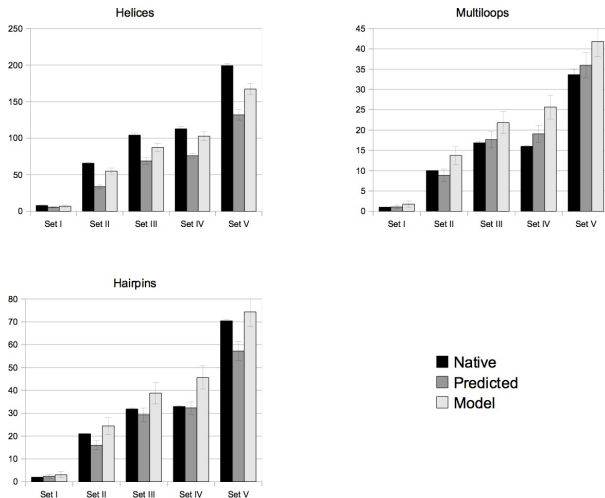 Helices
250
200
150
100
50
0
Set I Set II Set III Set IV Set V
Multiloops
45
40
35
30
25
20
15
10
5
0
Set I Set II Set III Set IV Set V
Hairpins
80
70
60
50
40
30
20
10
0
Set I Set II Set III Set IV Set V
Native
Predicted
Model